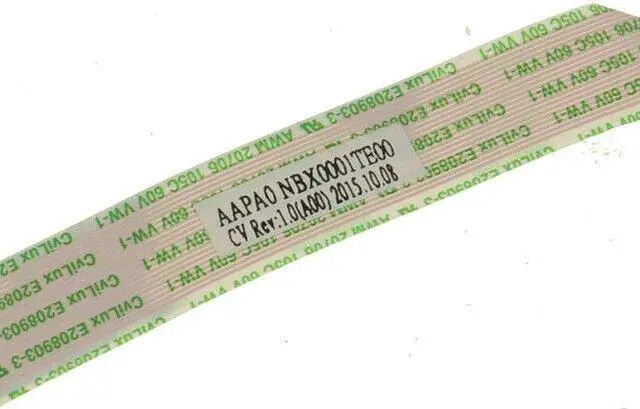 CviLux E208903-3 AWM 20706 105C 60V VW-1
AAPA0 NBX0001TE00
CV Rev:1.0(A00) 2015.10.08